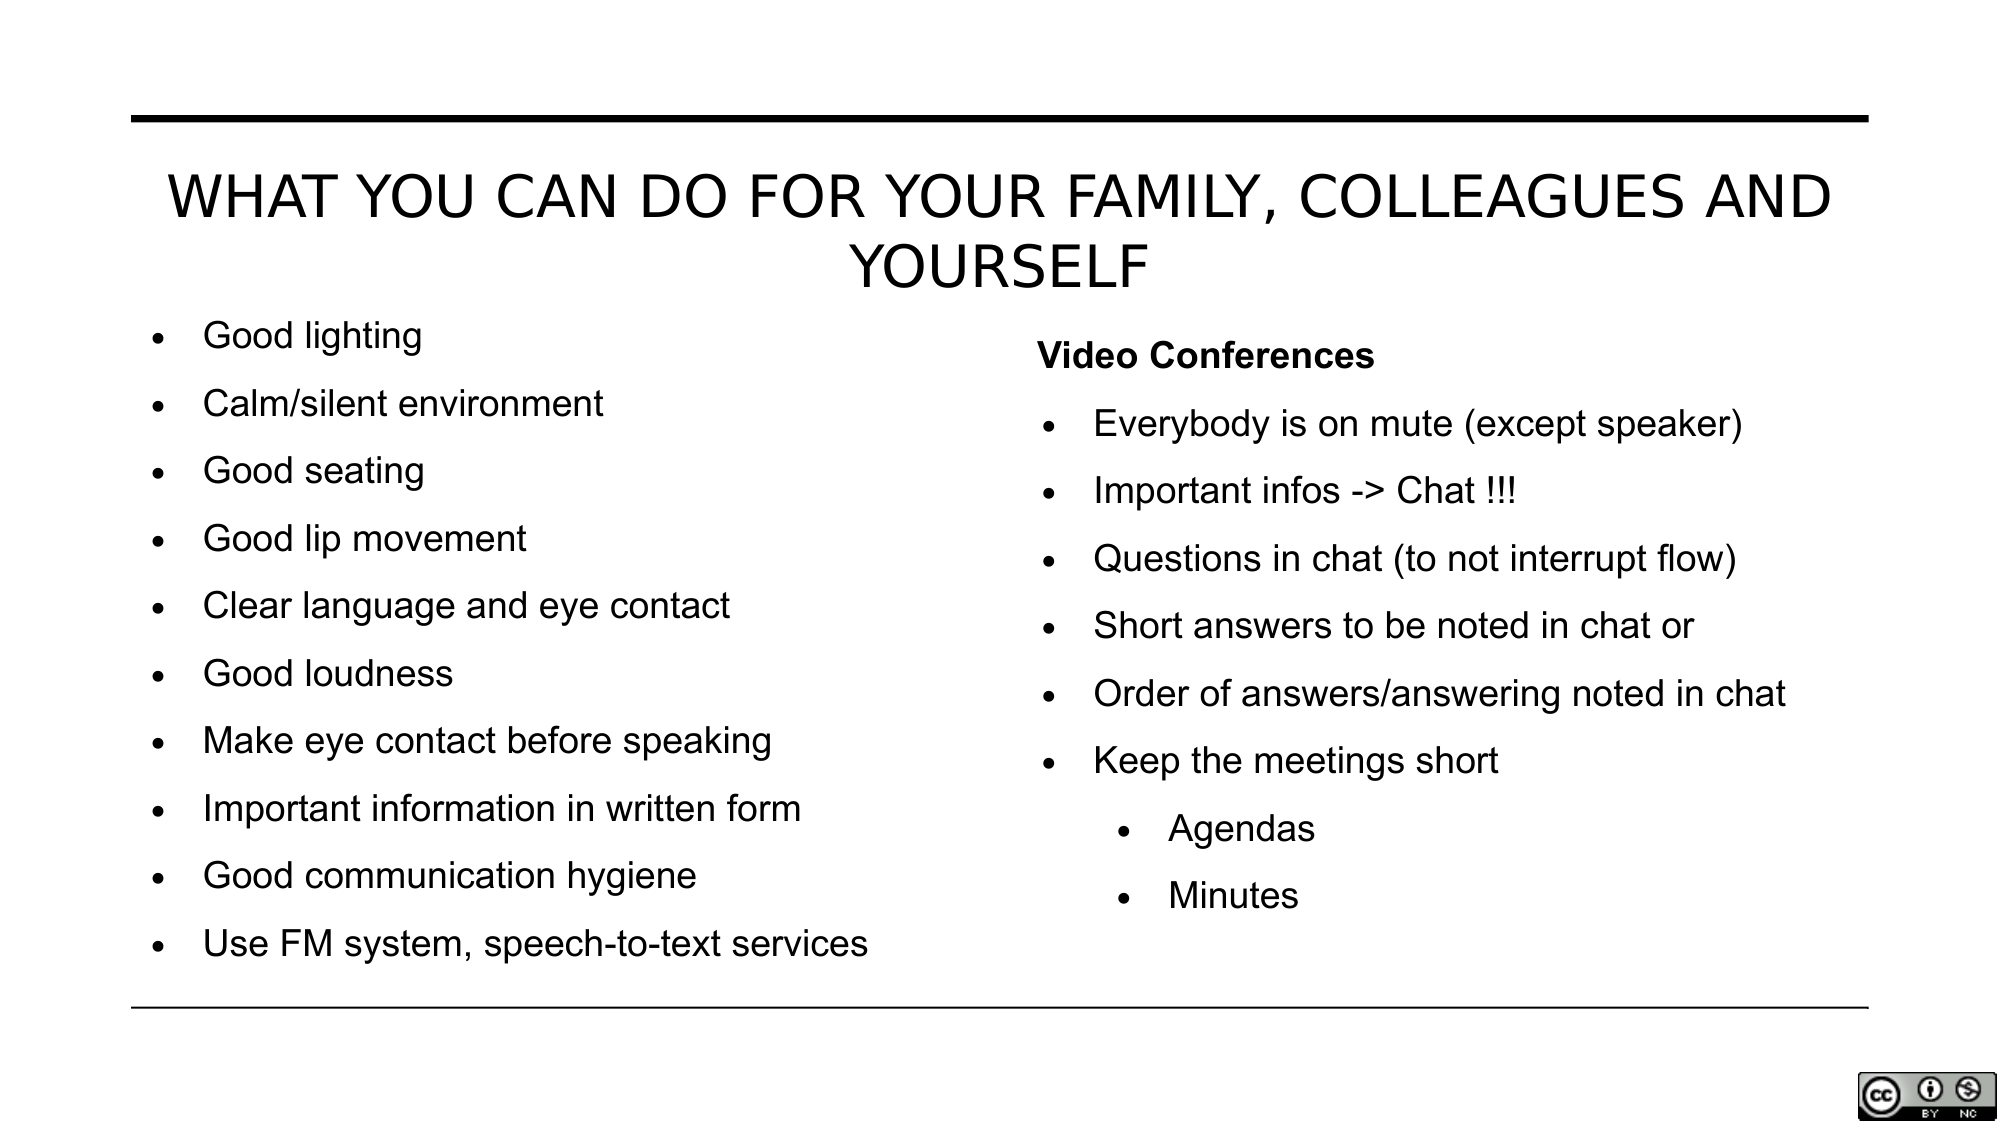 WHAT YOU CAN DO FOR YOUR FAMILY, COLLEAGUES AND
YOURSELF
• Good lighting
• Calm/silent environment
• Good seating
• Good lip movement
• Clear language and eye contact
• Good loudness
• Make eye contact before speaking
• Important information in written form
• Good communication hygiene
• Use FM system, speech-to-text services
Video Conferences
• Everybody is on mute (except speaker)
• Important infos -> Chat !!!
• Questions in chat (to not interrupt flow)
• Short answers to be noted in chat or
• Order of answers/answering noted in chat
• Keep the meetings short
• Agendas
• Minutes
cc BY NC